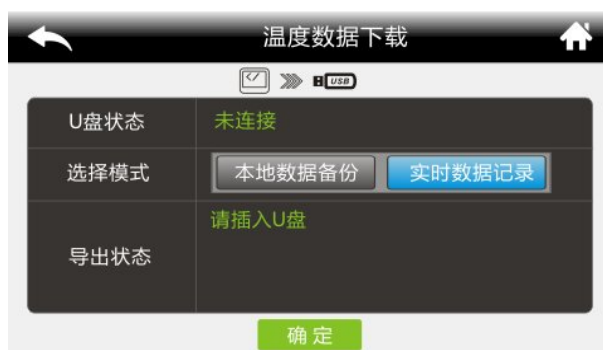 温度数据下载
USB
U盘状态 未连接
选择模式 本地数据备份 实时数据记录
请插入U盘
导出状态
确定